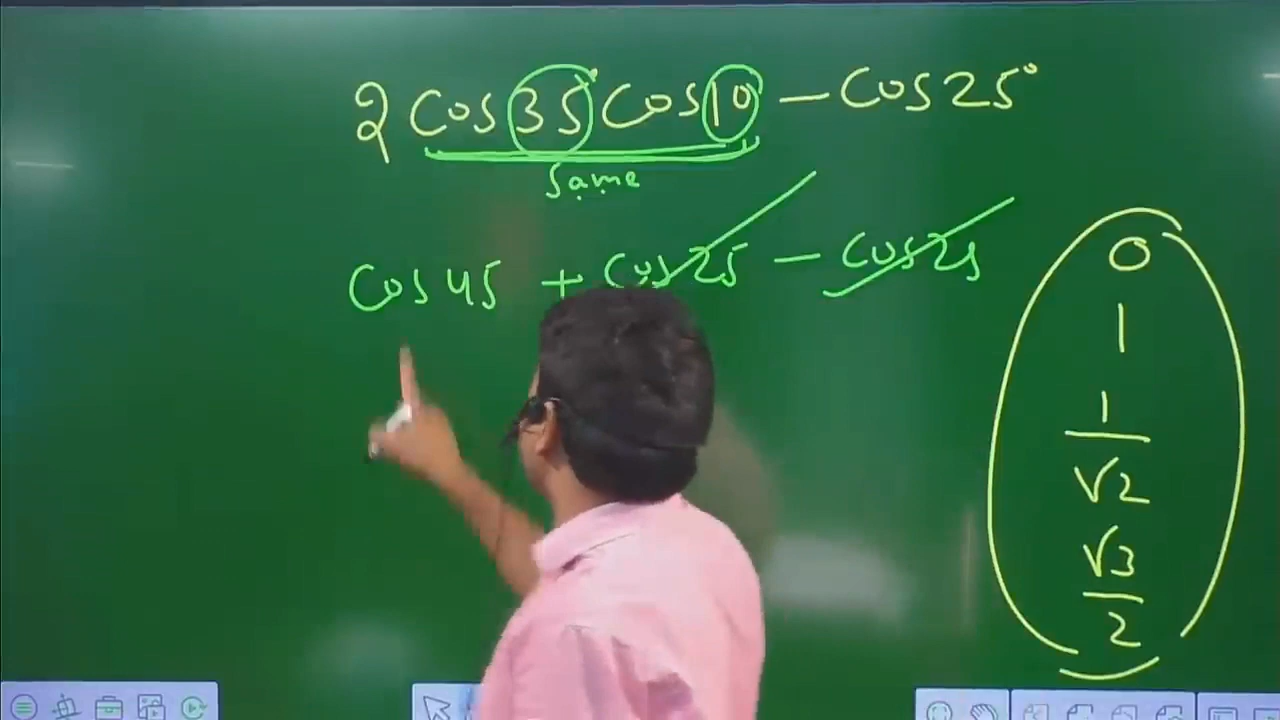 2 Cos 35° Cos 10 - Cos 25°
Same
Cos 45 + Cos 25 - Cos 25
0
1
1/√2
√3/2